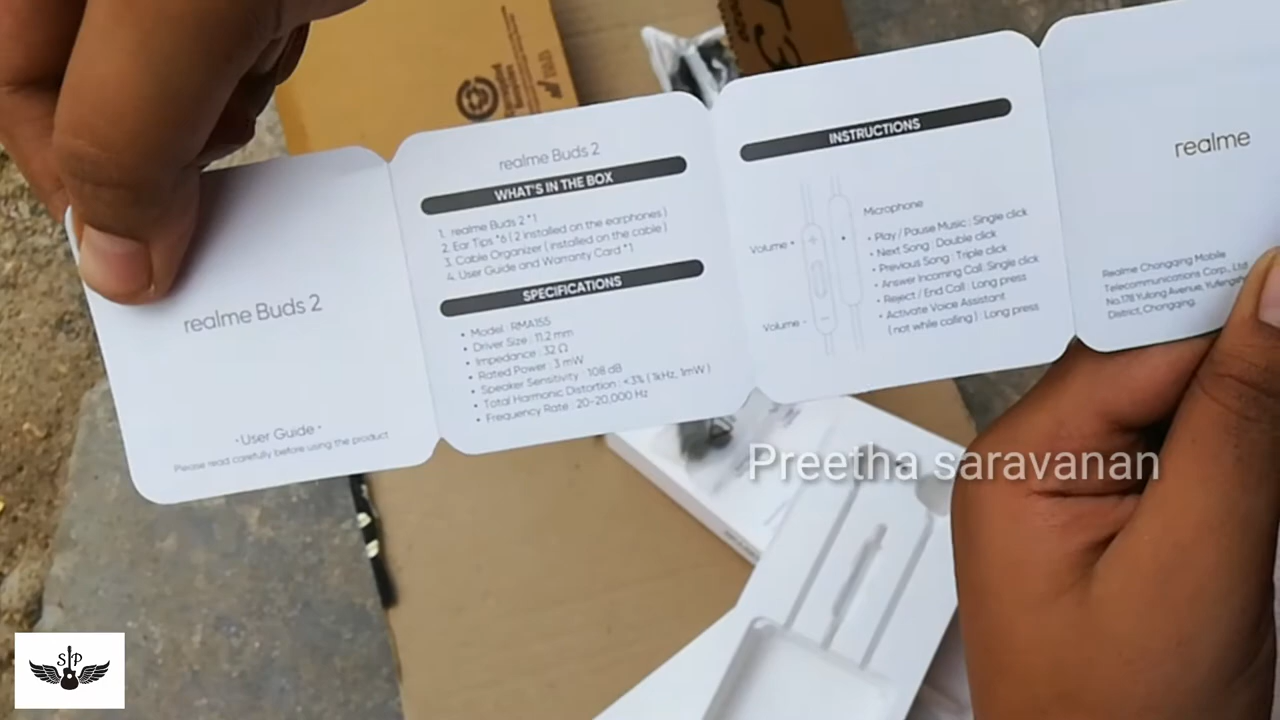 realme Buds 2
• User Guide •
Please read carefully before using the product
realme Buds 2
WHAT'S IN THE BOX
1. realme Buds 2 *1
2. Ear Tips *6 ( 2 installed on the earphones )
3. Cable Organizer ( installed on the cable )
4. User Guide and Warranty Card *1
SPECIFICATIONS
• Model : RMA155
• Driver Size : 11.2 mm
• Impedance : 32 Ω
• Rated Power : 3 mW
• Speaker Sensitivity : 108 dB
• Total Harmonic Distortion : <3% ( 1kHz, 1mW )
• Frequency Rate : 20-20,000 Hz
INSTRUCTIONS
Microphone
Volume +
Volume -
• Play / Pause Music : Single click
• Next Song : Double click
• Previous Song : Triple click
• Answer Incoming Call : Single click
• Reject / End Call : Long press
• Activate Voice Assistant
( not while calling ) : Long press
realme
Realme Chongqing Mobile
Telecommunications Corp., Ltd
No.178 Yulong Avenue, Yufengshan
District, Chongqing.
Preetha saravanan
SP